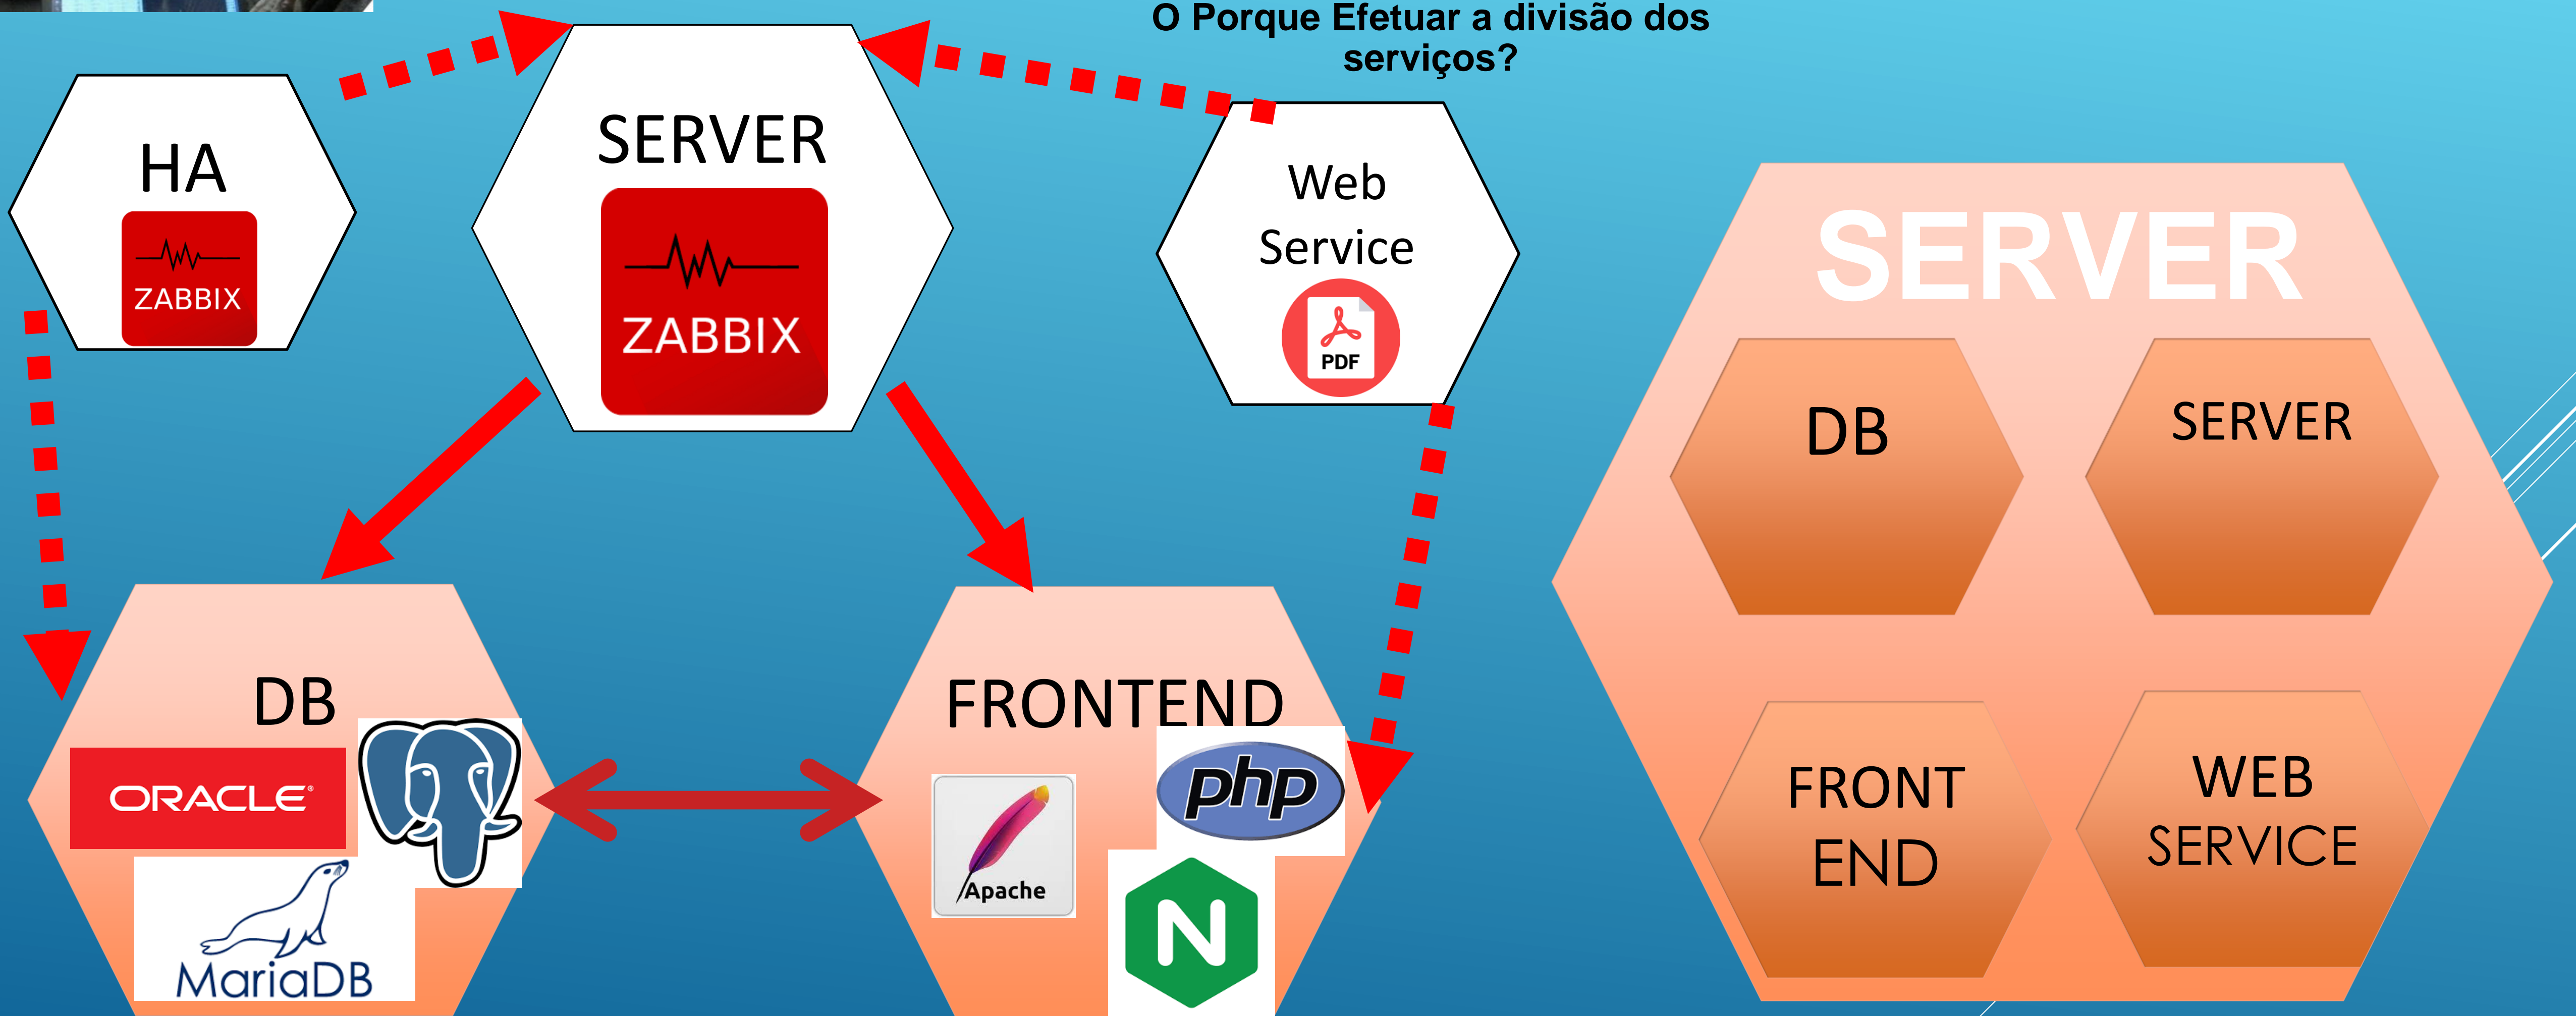 O Porque Efetuar a divisão dos
serviços?
HA
ZABBIX
SERVER
ZABBIX
Web
Service
PDF
DB
ORACLE®
MariaDB
FRONTEND
php
Apache
N
SERVER
DB
SERVER
FRONT
END
WEB
SERVICE